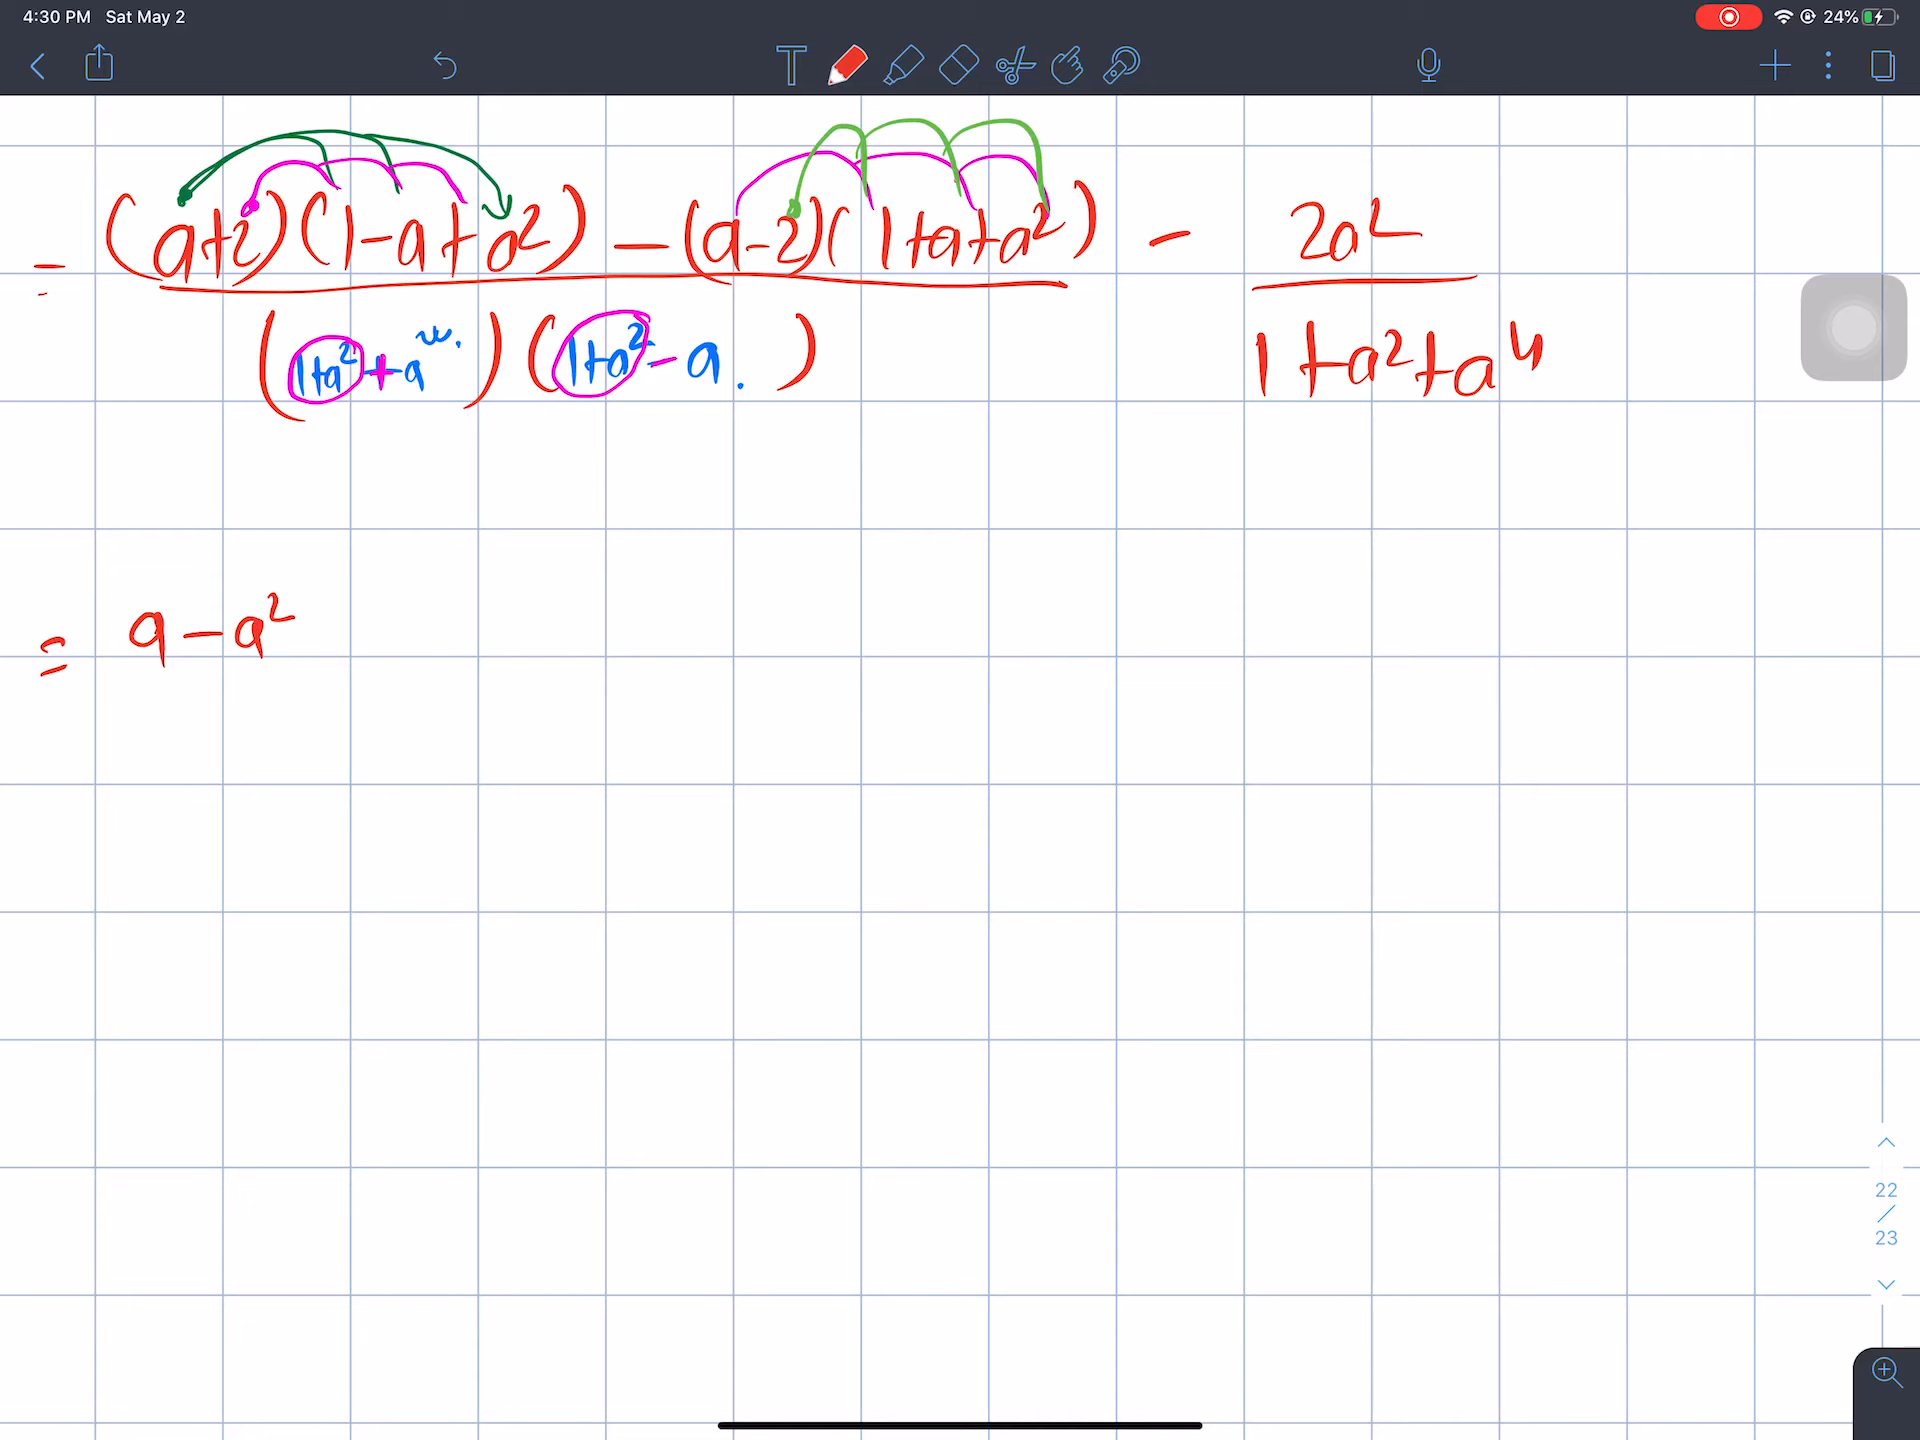 4:30 PM Sat May 2
24%
T
= (a+2)(1-a+a²) - (a-2)(1+a+a²) - 2a²
(1+a²+a) (1+a²-a.) 1+a²+a⁴
= a-a²
22
/
23